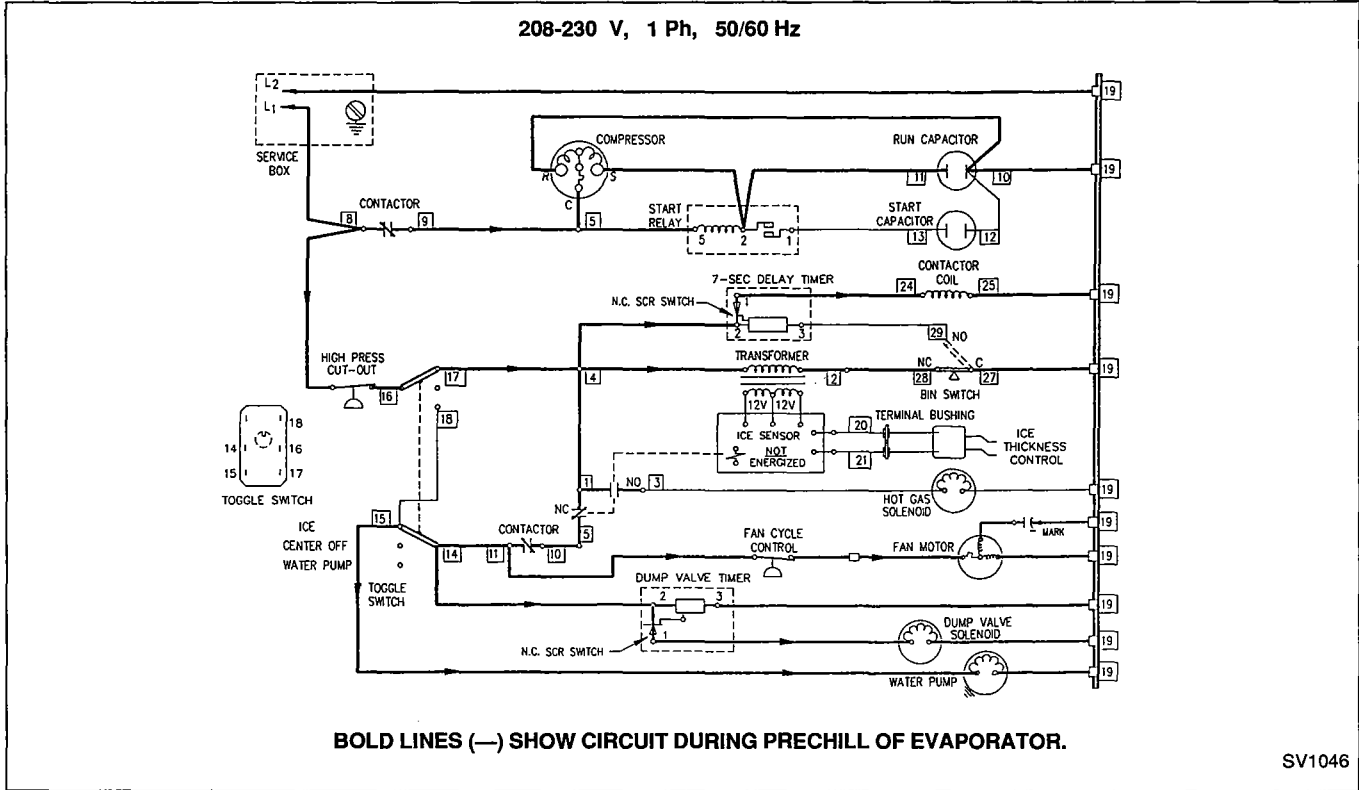 208-230 V, 1 Ph, 50/60 Hz
L2
L1
SERVICE
BOX
19
COMPRESSOR
R
S
C
RUN CAPACITOR
11
10
19
8
CONTACTOR
9
5
START
RELAY
5
2
1
START
CAPACITOR
13
12
7-SEC DELAY TIMER
N.C. SCR SWITCH
1
2
3
24
CONTACTOR
COIL
25
19
29
NO
HIGH PRESS
CUT-OUT
16
17
18
4
TRANSFORMER
2
NC
C
28
27
BIN SWITCH
19
12V
12V
ICE SENSOR
NOT
ENERGIZED
20
21
TERMINAL BUSHING
ICE
THICKNESS
CONTROL
18
14
16
15
17
TOGGLE SWITCH
1
NO
3
HOT GAS
SOLENOID
19
NC
5
15
ICE
CENTER OFF
WATER PUMP
TOGGLE
SWITCH
14
11
CONTACTOR
10
FAN CYCLE
CONTROL
FAN MOTOR
MARK
19
19
DUMP VALVE TIMER
2
3
1
N.C. SCR SWITCH
19
DUMP VALVE
SOLENOID
19
WATER PUMP
19
BOLD LINES (—) SHOW CIRCUIT DURING PRECHILL OF EVAPORATOR.
SV1046